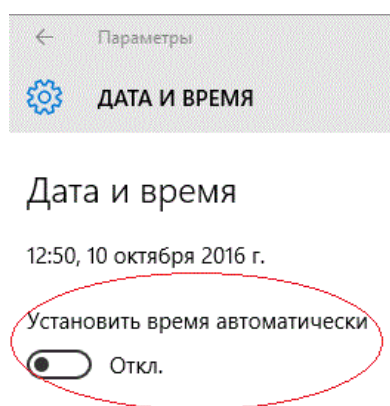 Параметры
ДАТА И ВРЕМЯ
Дата и время
12:50, 10 октября 2016 г.
Установить время автоматически
Откл.